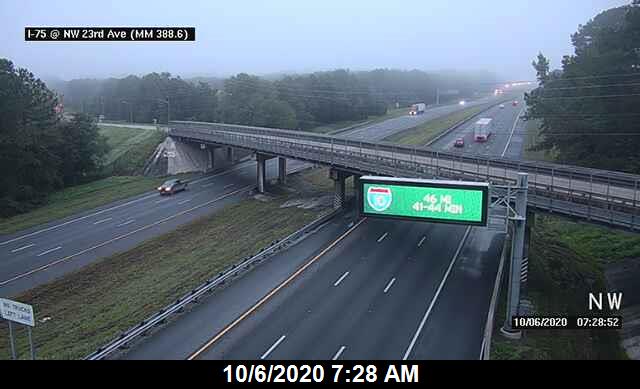 I-75 @ NW 23rd Ave (MM 388.6)
10
46 MI
41-44 MIN
NO TRUCKS
LEFT LANE
NW
10/06/2020 07:28:52
10/6/2020 7:28 AM